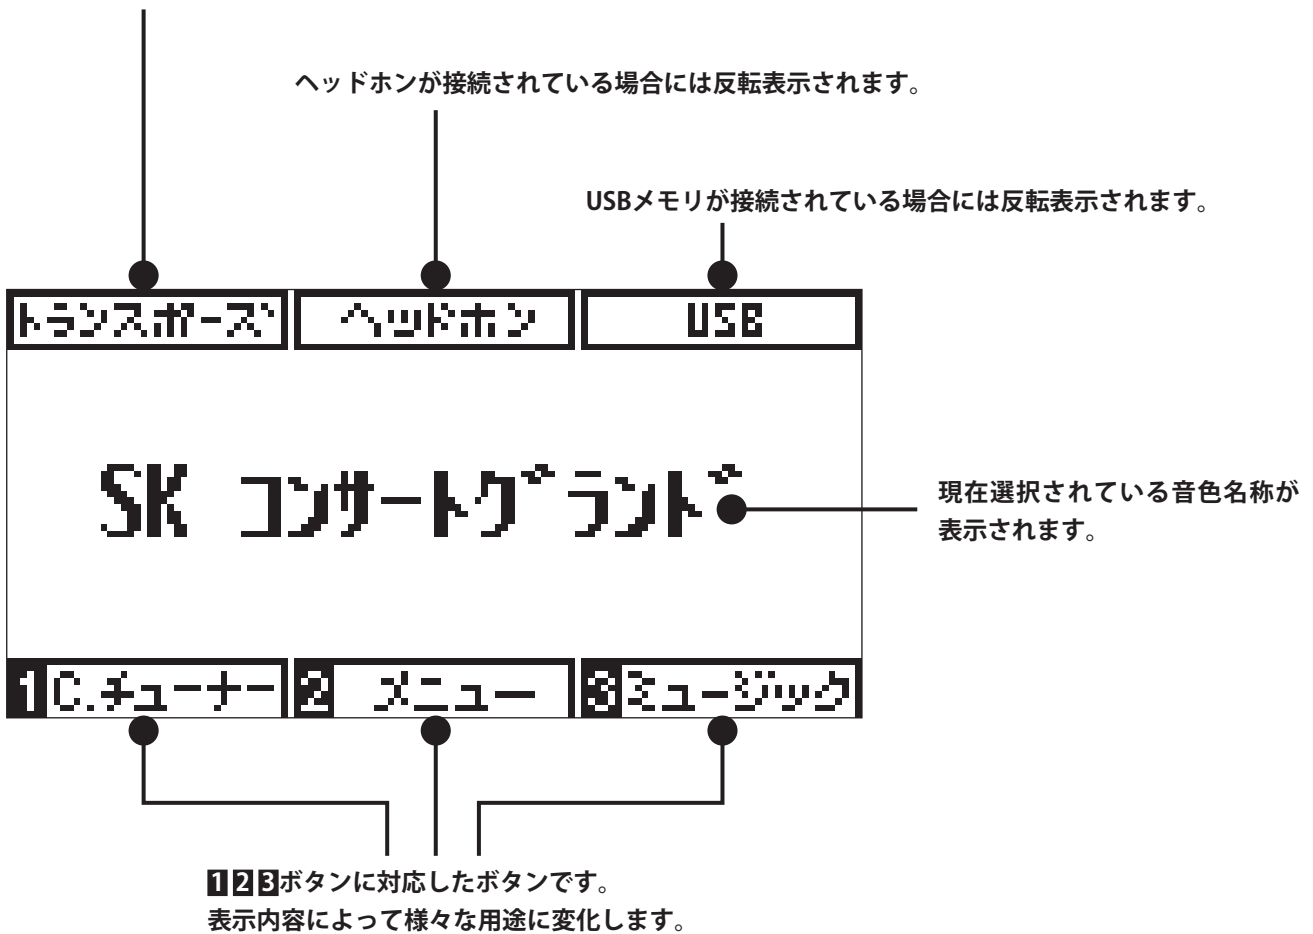 ヘッドホンが接続されている場合には反転表示されます。
USBメモリが接続されている場合には反転表示されます。
トランスポーズ ヘッドホン USB
SK コンサートグランド
現在選択されている音色名称が
表示されます。
1 C.チューナー 2 メニュー 3 ミュージック
123ボタンに対応したボタンです。
表示内容によって様々な用途に変化します。